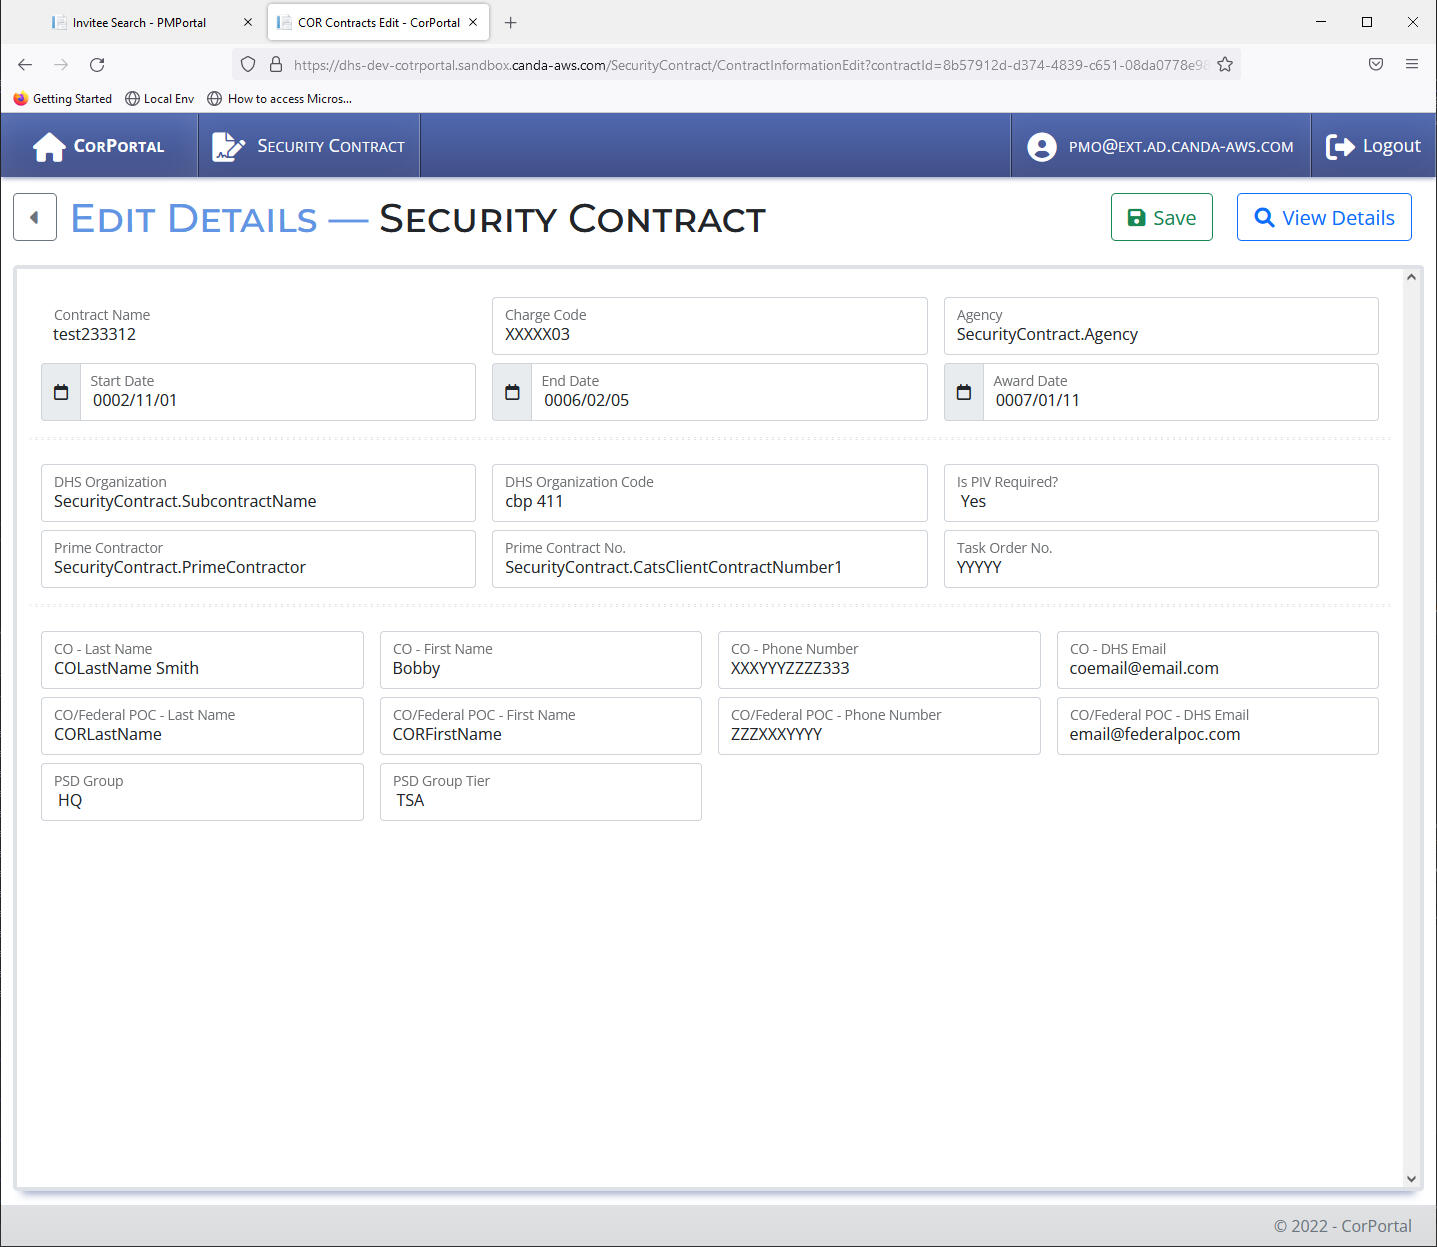 Invitee Search - PMPortal
COR Contracts Edit - CorPortal
https://dhs-dev-cotrportal.sandbox.canda-aws.com/SecurityContract/ContractInformationEdit?contractId=8b57912d-d374-4839-c651-08da0778e98
Getting Started Local Env How to access Micros...
CorPortal Security Contract pmo@ext.ad.canda-aws.com Logout
Edit Details — Security Contract Save View Details
Contract Name Charge Code Agency
test233312 XXXXX03 SecurityContract.Agency
Start Date End Date Award Date
0002/11/01 0006/02/05 0007/01/11
DHS Organization DHS Organization Code Is PIV Required?
SecurityContract.SubcontractName cbp 411 Yes
Prime Contractor Prime Contract No. Task Order No.
SecurityContract.PrimeContractor SecurityContract.CatsClientContractNumber1 YYYYY
CO - Last Name CO - First Name CO - Phone Number CO - DHS Email
COLastName Smith Bobby XXXYYYZZZZ333 coemail@email.com
CO/Federal POC - Last Name CO/Federal POC - First Name CO/Federal POC - Phone Number CO/Federal POC - DHS Email
CORLastName CORFirstName ZZZXXXYYYY email@federalpoc.com
PSD Group PSD Group Tier
HQ TSA
© 2022 - CorPortal